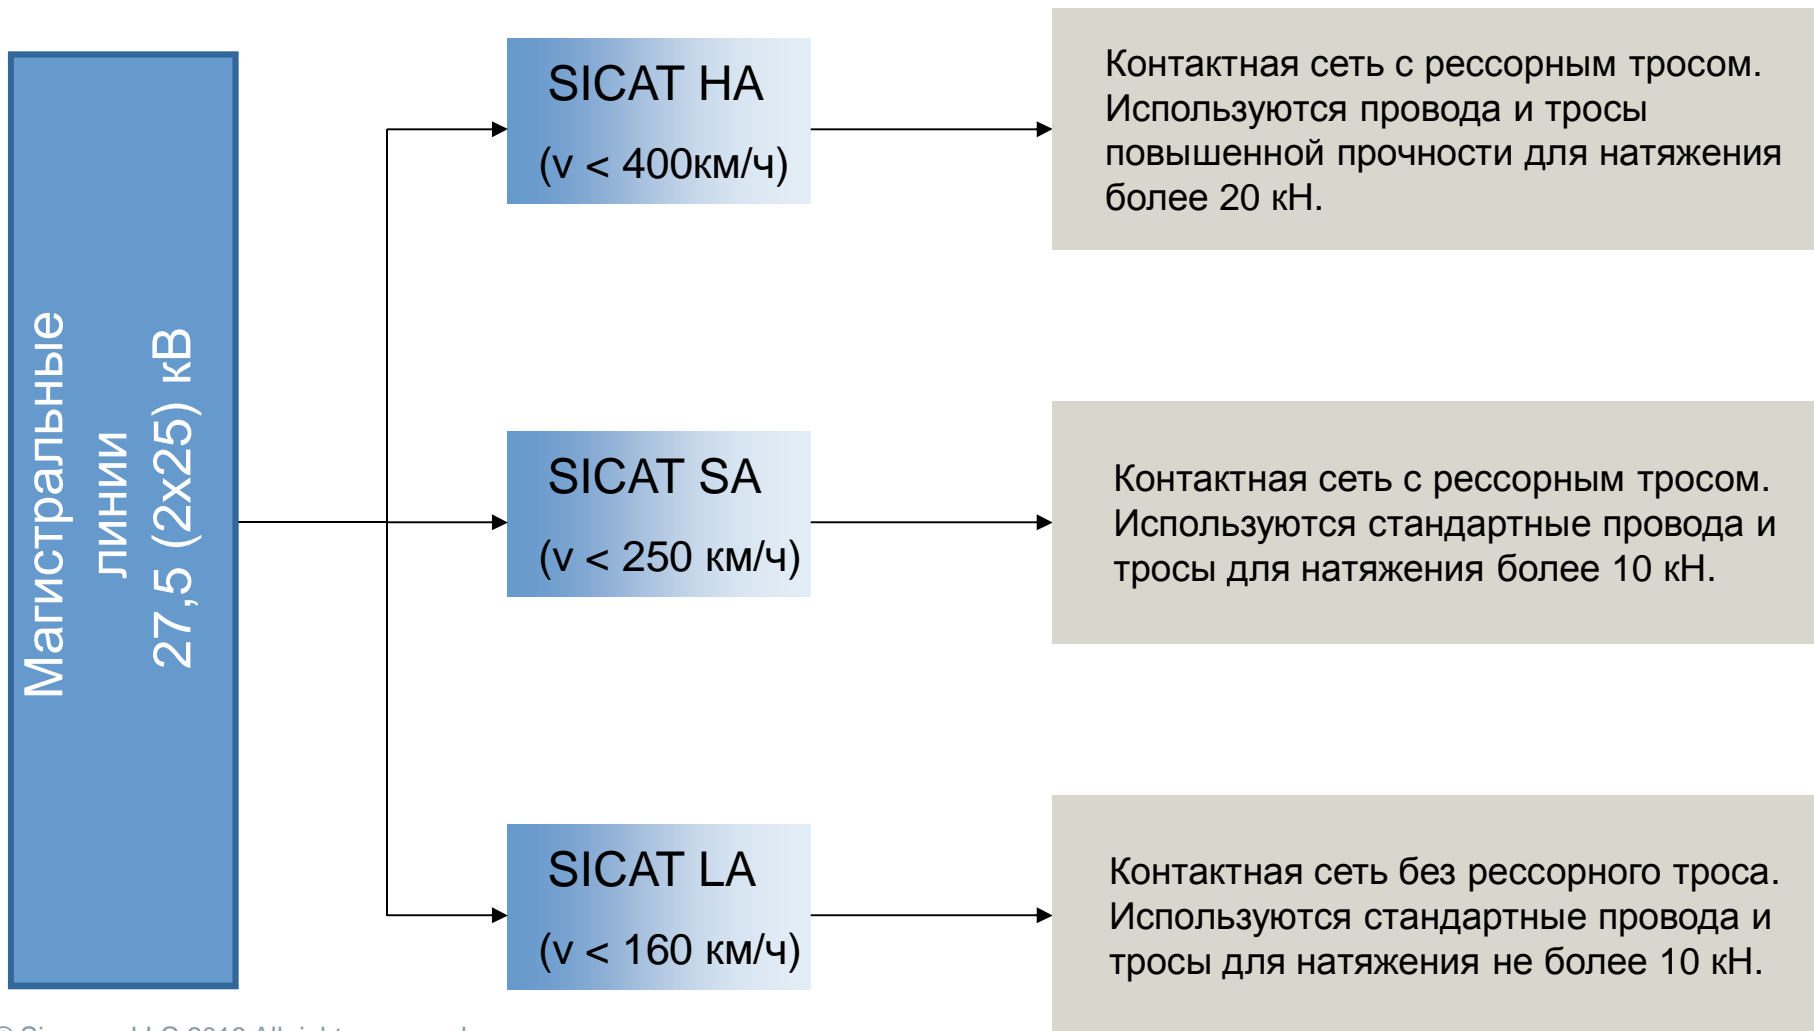 Магистральные
линии
27,5 (2x25) кВ
SICAT HA
(v < 400км/ч)
Контактная сеть с рессорным тросом.
Используются провода и тросы
повышенной прочности для натяжения
более 20 кН.
SICAT SA
(v < 250 км/ч)
Контактная сеть с рессорным тросом.
Используются стандартные провода и
тросы для натяжения более 10 кН.
SICAT LA
(v < 160 км/ч)
Контактная сеть без рессорного троса.
Используются стандартные провода и
тросы для натяжения не более 10 кН.